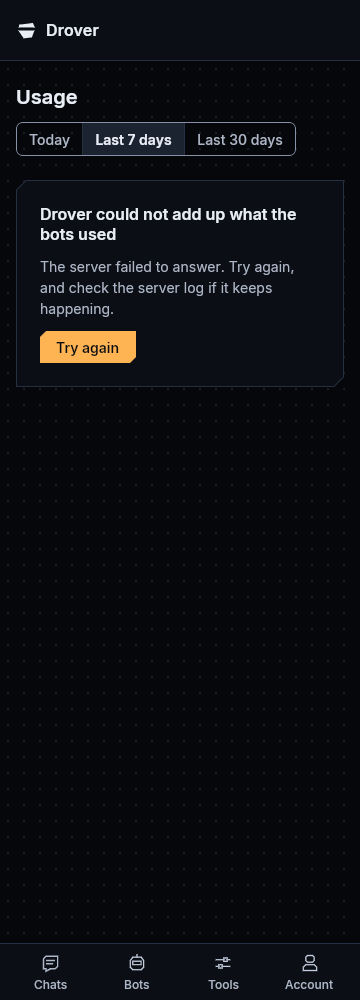 Drover
Usage
Today
Last 7 days
Last 30 days
Drover could not add up what the
bots used
The server failed to answer. Try again,
and check the server log if it keeps
happening.
Try again
Chats
Bots
Tools
Account